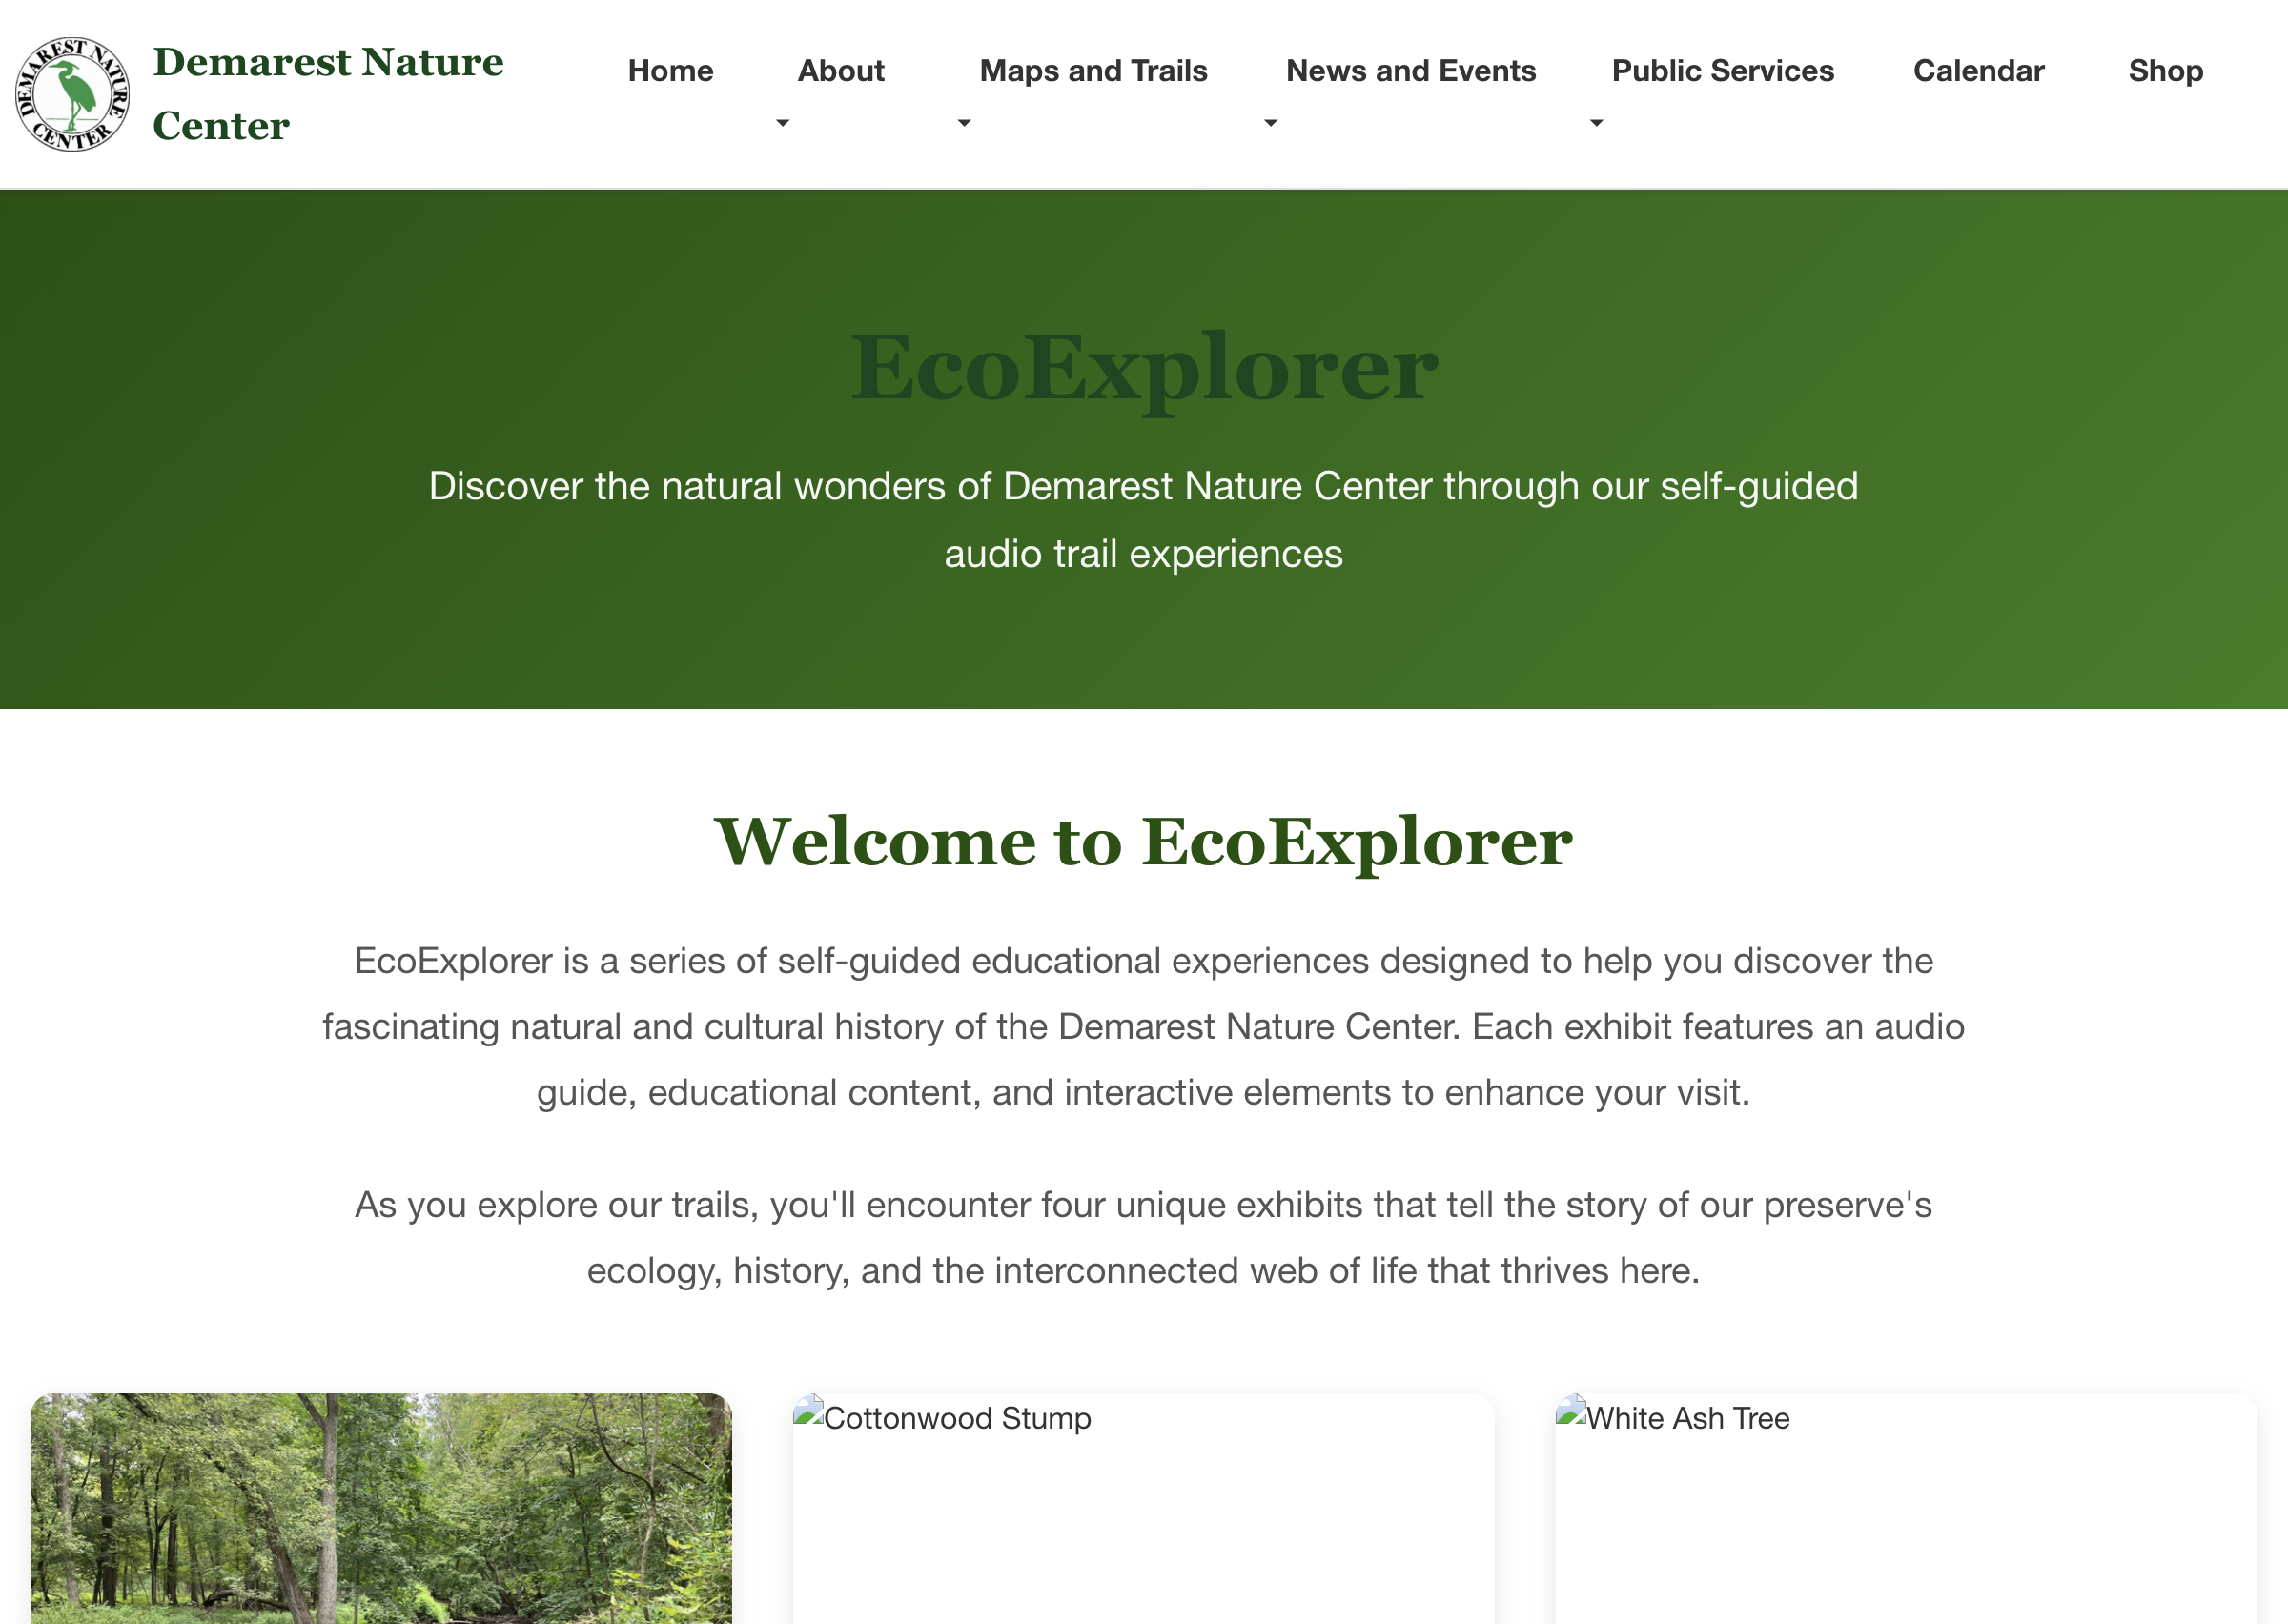 DEMAREST NATURE CENTER
Demarest Nature
Center
Home About Maps and Trails News and Events Public Services Calendar Shop
EcoExplorer
Discover the natural wonders of Demarest Nature Center through our self-guided
audio trail experiences
Welcome to EcoExplorer
EcoExplorer is a series of self-guided educational experiences designed to help you discover the
fascinating natural and cultural history of the Demarest Nature Center. Each exhibit features an audio
guide, educational content, and interactive elements to enhance your visit.
As you explore our trails, you'll encounter four unique exhibits that tell the story of our preserve's
ecology, history, and the interconnected web of life that thrives here.
Cottonwood Stump
White Ash Tree